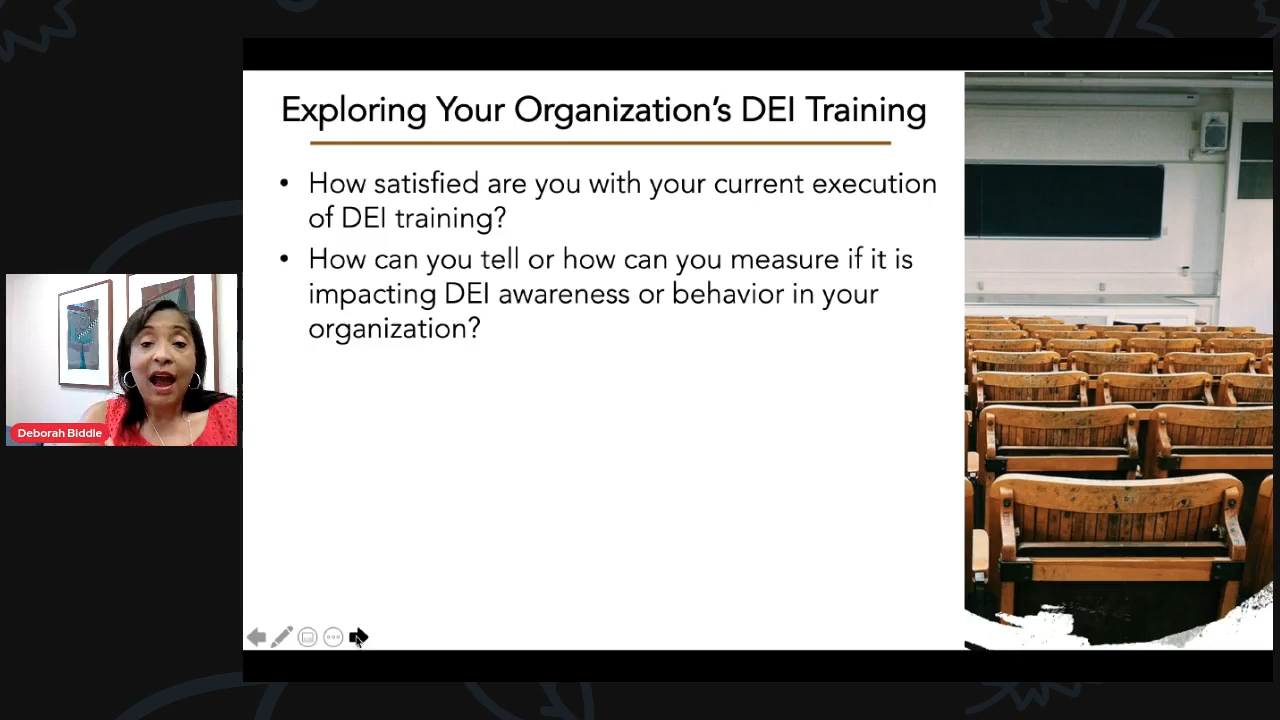 Exploring Your Organization's DEI Training
• How satisfied are you with your current execution
of DEI training?
• How can you tell or how can you measure if it is
impacting DEI awareness or behavior in your
organization?
Deborah Biddle